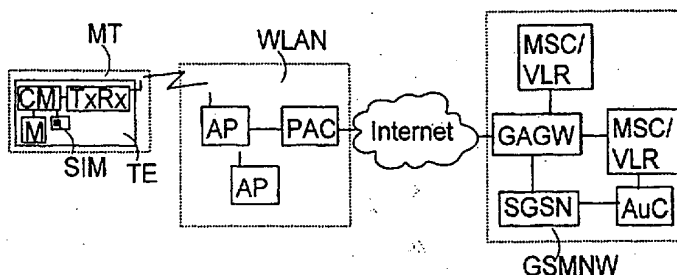 MT
CM
TxRx
M
SIM
TE
WLAN
AP
PAC
AP
Internet
MSC/
VLR
GAGW
MSC/
VLR
SGSN
AuC
GSMNW